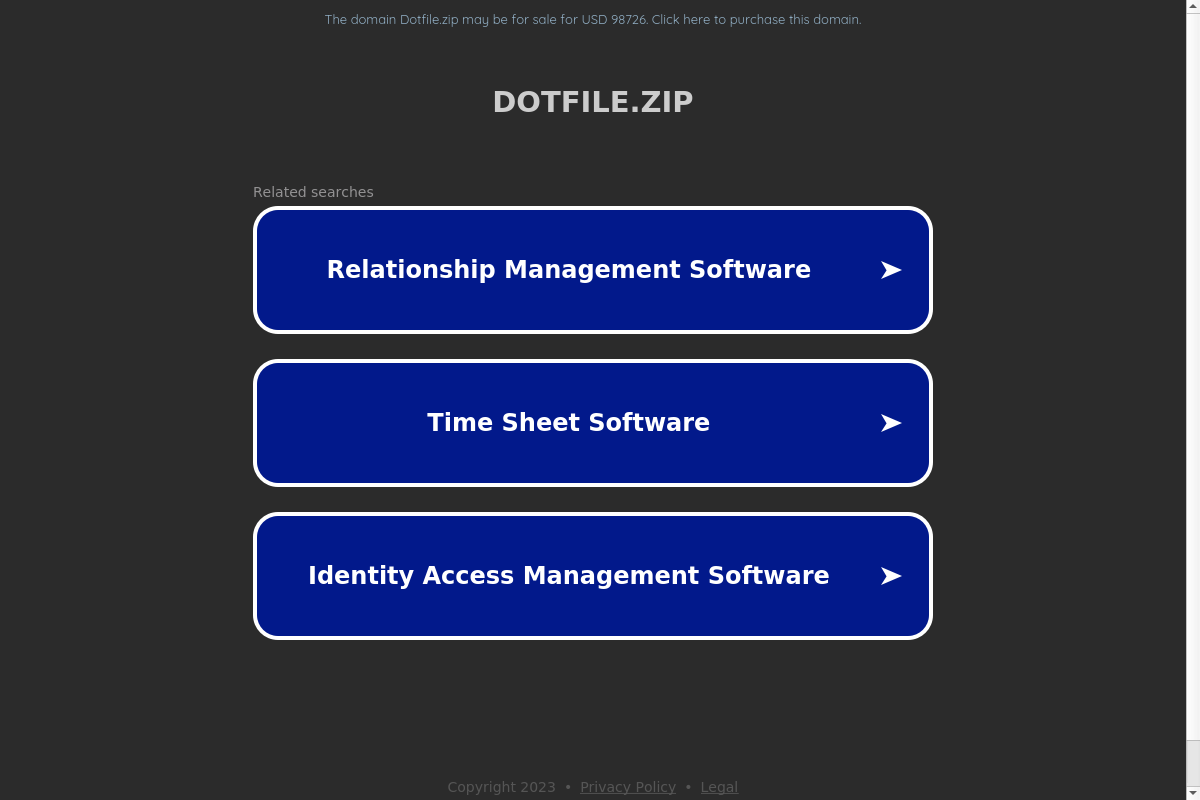 The domain Dotfile.zip may be for sale for USD 98726. Click here to purchase this domain.
DOTFILE.ZIP
Related searches
Relationship Management Software
Time Sheet Software
Identity Access Management Software
Copyright 2023 • Privacy Policy • Legal